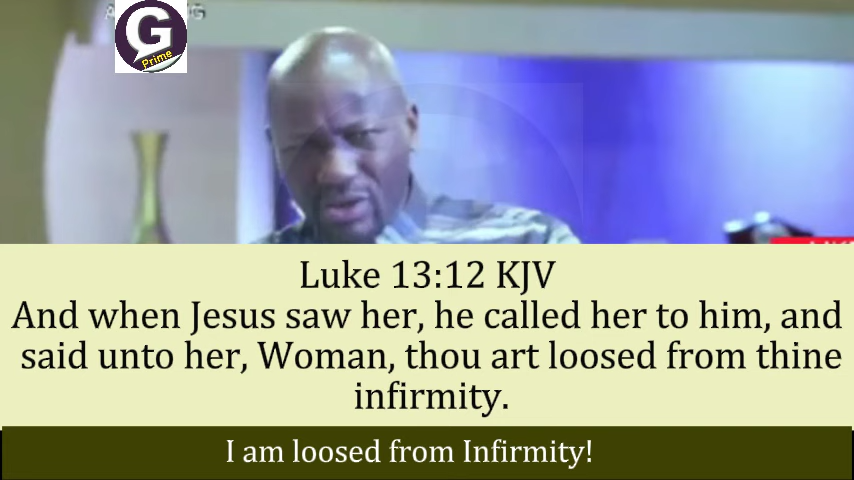 G
Prime
Luke 13:12 KJV
And when Jesus saw her, he called her to him, and
said unto her, Woman, thou art loosed from thine
infirmity.
I am loosed from Infirmity!